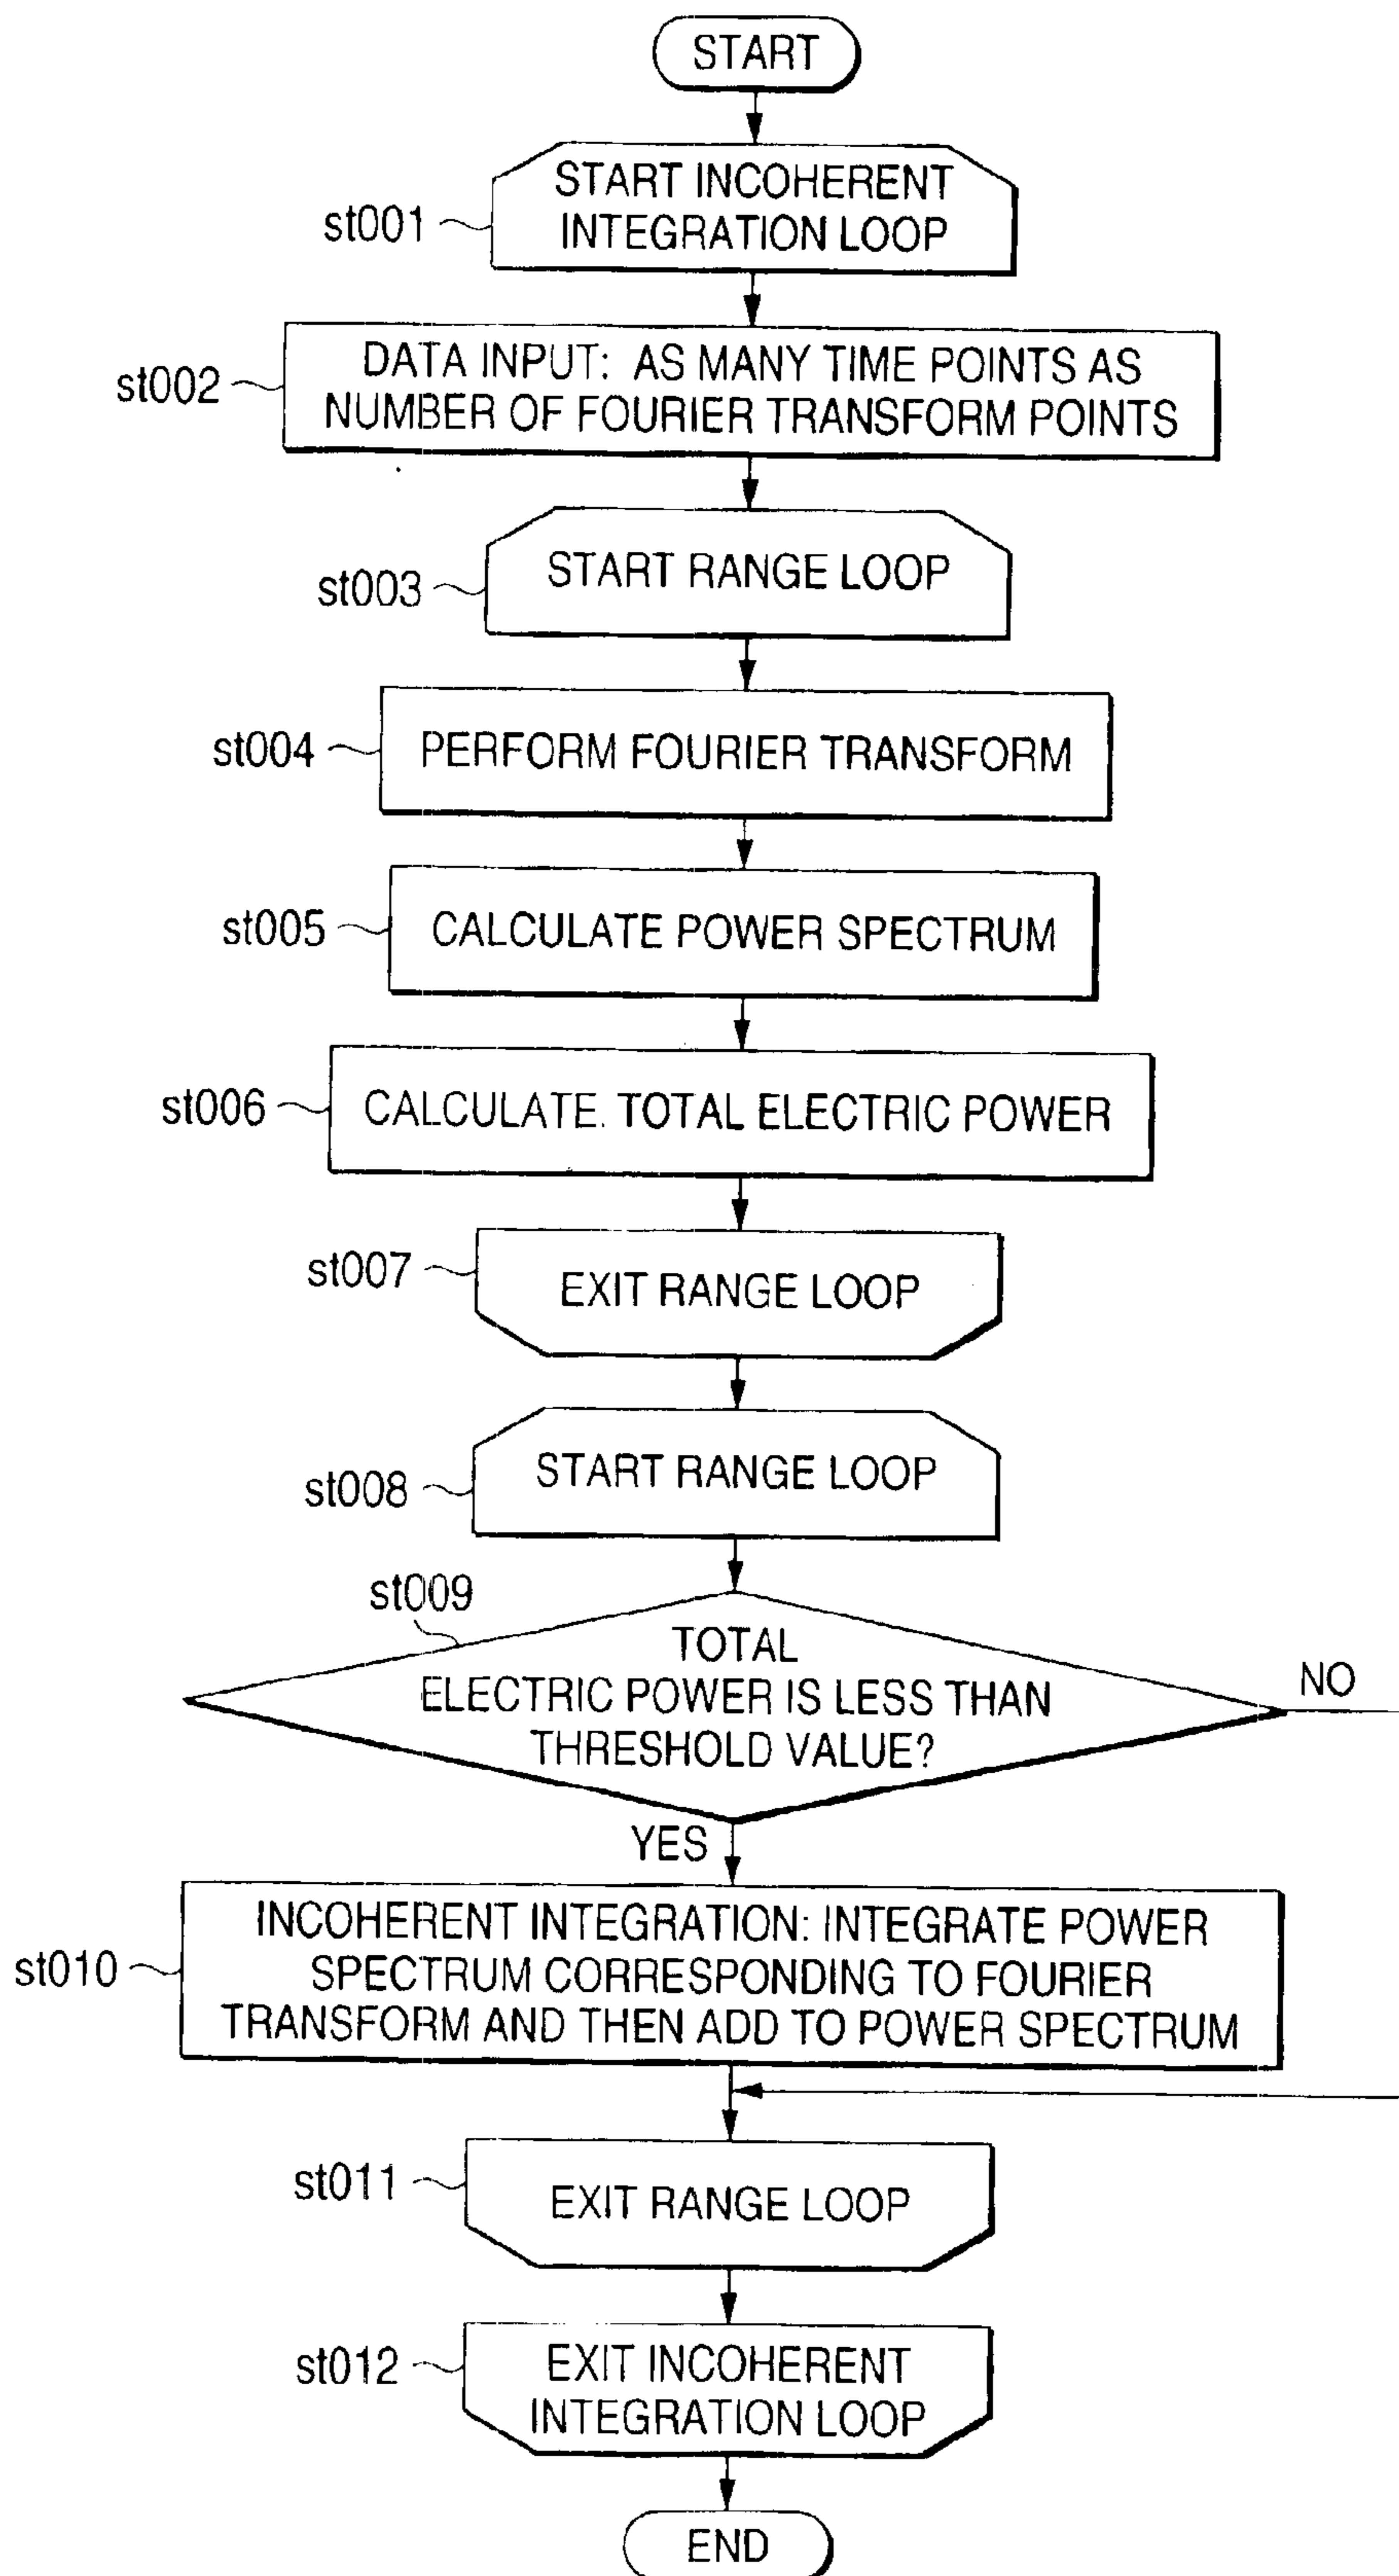 START
START INCOHERENT
INTEGRATION LOOP
st001
DATA INPUT: AS MANY TIME POINTS AS
NUMBER OF FOURIER TRANSFORM POINTS
st002
START RANGE LOOP
st003
PERFORM FOURIER TRANSFORM
st004
CALCULATE POWER SPECTRUM
st005
CALCULATE. TOTAL ELECTRIC POWER
st006
EXIT RANGE LOOP
st007
START RANGE LOOP
st008
st009
TOTAL
ELECTRIC POWER IS LESS THAN
THRESHOLD VALUE?
NO
YES
INCOHERENT INTEGRATION: INTEGRATE POWER
SPECTRUM CORRESPONDING TO FOURIER
TRANSFORM AND THEN ADD TO POWER SPECTRUM
st010
EXIT RANGE LOOP
st011
EXIT INCOHERENT
INTEGRATION LOOP
st012
END